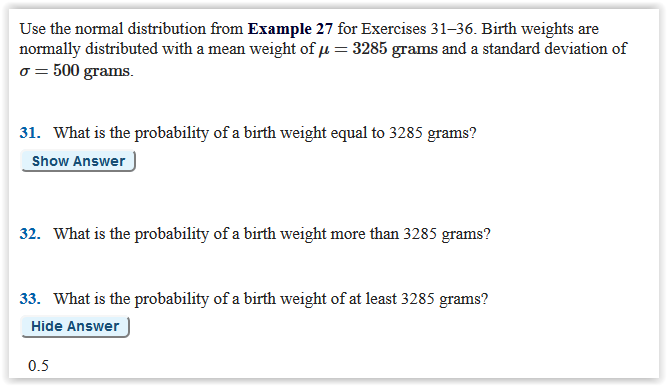 Use the normal distribution from Example 27 for Exercises 31–36. Birth weights are
normally distributed with a mean weight of μ = 3285 grams and a standard deviation of
σ = 500 grams.
31. What is the probability of a birth weight equal to 3285 grams?
Show Answer
32. What is the probability of a birth weight more than 3285 grams?
33. What is the probability of a birth weight of at least 3285 grams?
Hide Answer
0.5